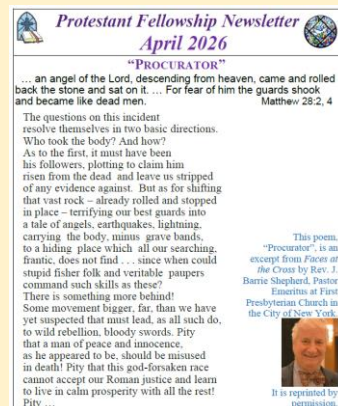 Protestant Fellowship Newsletter
April 2026
“PROCURATOR”
… an angel of the Lord, descending from heaven, came and rolled
back the stone and sat on it. … For fear of him the guards shook
and became like dead men. Matthew 28:2, 4
The questions on this incident
resolve themselves in two basic directions.
Who took the body? And how?
As to the first, it must have been
his followers, plotting to claim him
risen from the dead and leave us stripped
of any evidence against. But as for shifting
that vast rock – already rolled and stopped
in place – terrifying our best guards into
a tale of angels, earthquakes, lightning,
carrying the body, minus grave bands,
to a hiding place which all our searching,
frantic, does not find . . . since when could
stupid fisher folk and veritable paupers
command such skills as these?
There is something more behind!
Some movement bigger, far, than we have
yet suspected that must lead, as all such do,
to wild rebellion, bloody swords. Pity
that a man of peace and innocence,
as he appeared to be, should be misused
in death! Pity that this god-forsaken race
cannot accept our Roman justice and learn
to live in calm prosperity with all the rest!
Pity …
This poem,
“Procurator”, is an
excerpt from Faces at
the Cross by Rev. J.
Barrie Shepherd, Pastor
Emeritus at First
Presbyterian Church in
the City of New York.
It is reprinted by
permission.